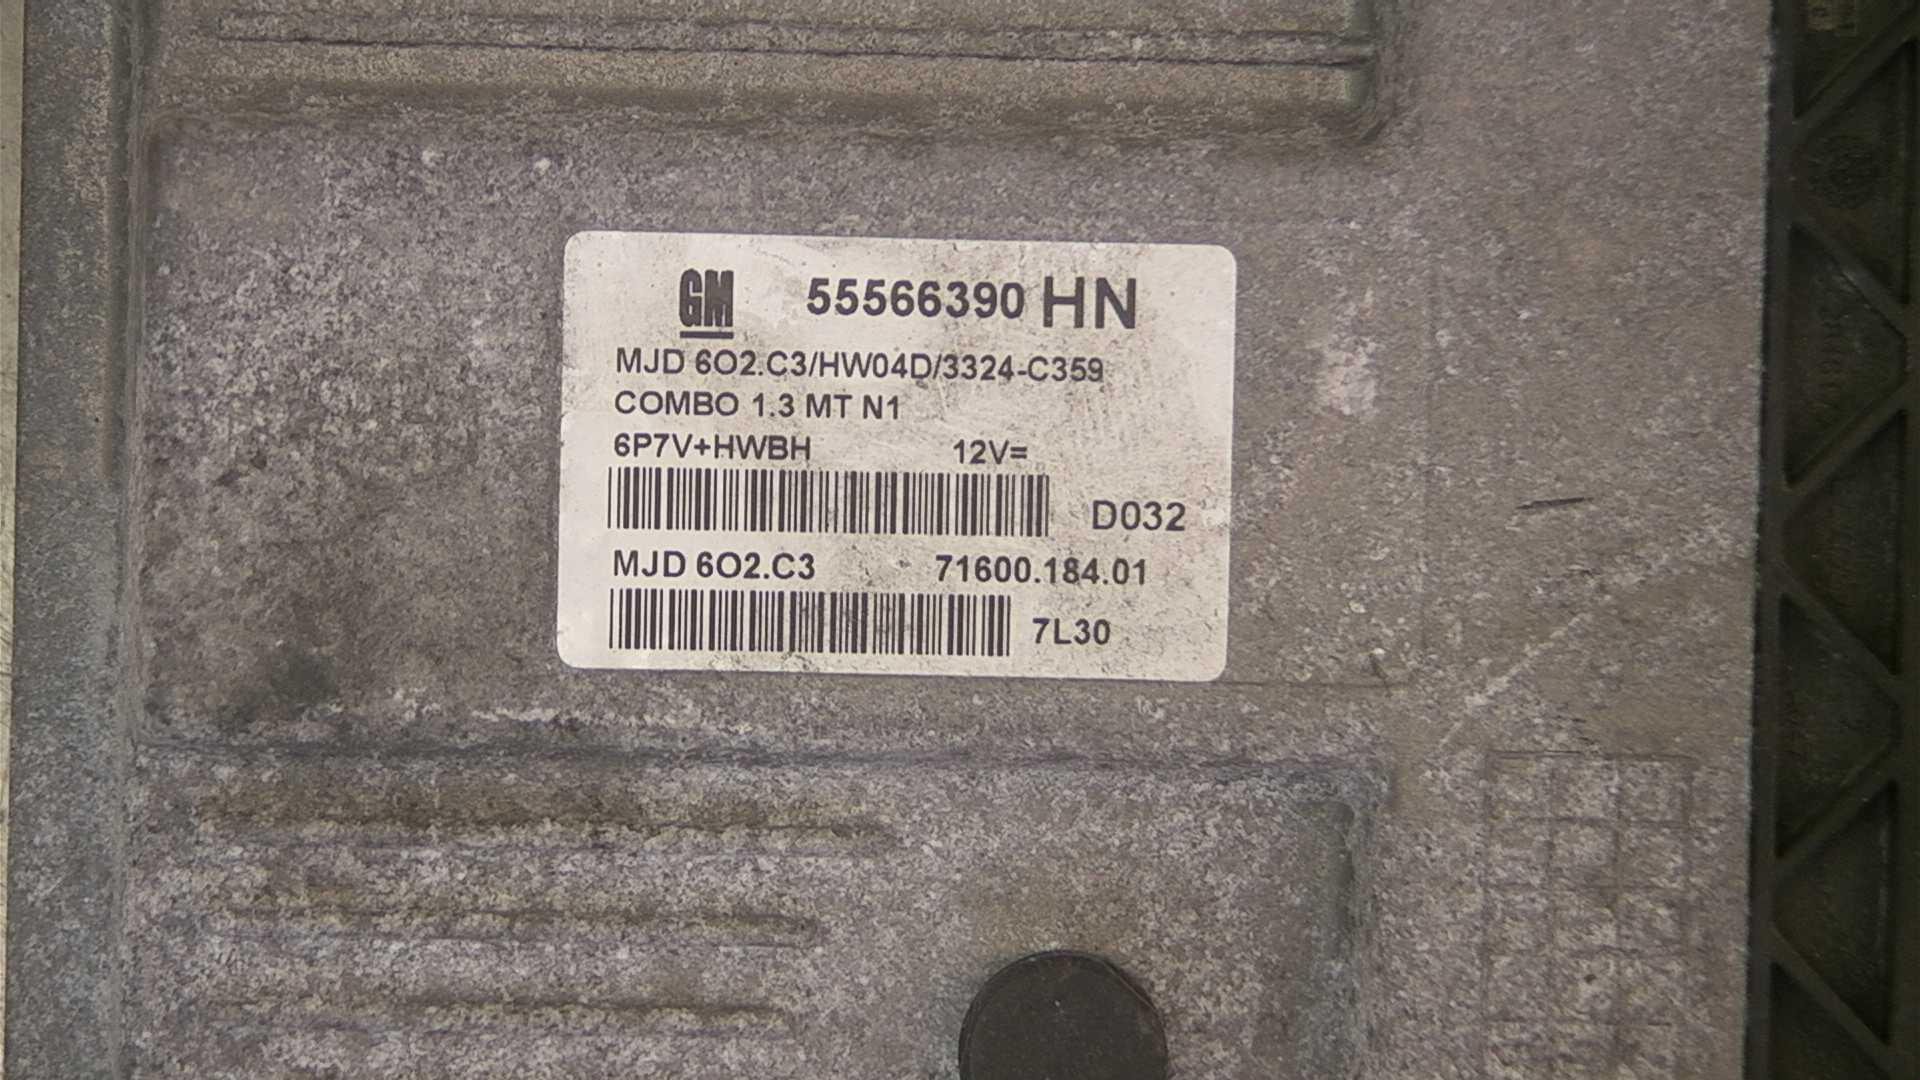 GM 55566390 HN
MJD 6O2.C3/HW04D/3324-C359
COMBO 1.3 MT N1
6P7V+HWBH 12V=
D032
MJD 6O2.C3 71600.184.01
7L30